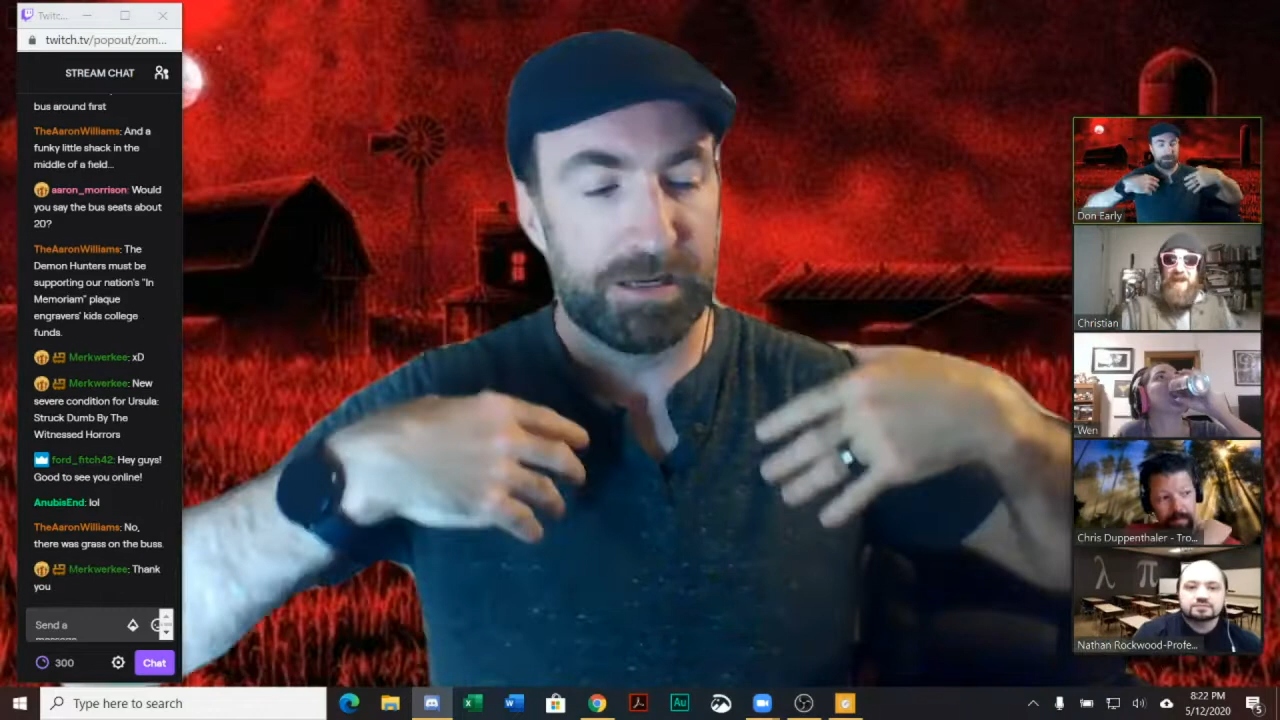 Twitc...
twitch.tv/popout/zom...
STREAM CHAT
bus around first
TheAaronWilliams: And a
funky little shack in the
middle of a field...
aaron_morrison: Would
you say the bus seats about
20?
TheAaronWilliams: The
Demon Hunters must be
supporting our nation's "In
Memoriam" plaque
engravers' kids college
funds.
Merkwerkee: xD
Merkwerkee: New
severe condition for Ursula:
Struck Dumb By The
Witnessed Horrors
ford_fitch42: Hey guys!
Good to see you online!
AnubisEnd: lol
TheAaronWilliams: No,
there was grass on the buss.
Merkwerkee: Thank
you
Send a
message
300
Chat
Don Early
Christian
Wen
Chris Duppenthaler - Tro...
λ π
Nathan Rockwood-Profe...
Type here to search
Au
8:22 PM
5/12/2020
5